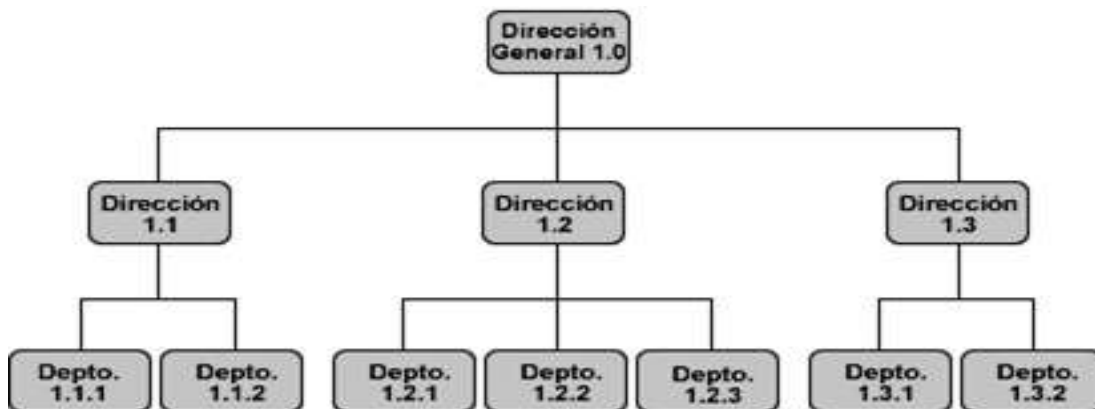 Dirección
General 1.0
Dirección
1.1
Dirección
1.2
Dirección
1.3
Depto.
1.1.1
Depto.
1.1.2
Depto.
1.2.1
Depto.
1.2.2
Depto.
1.2.3
Depto.
1.3.1
Depto.
1.3.2